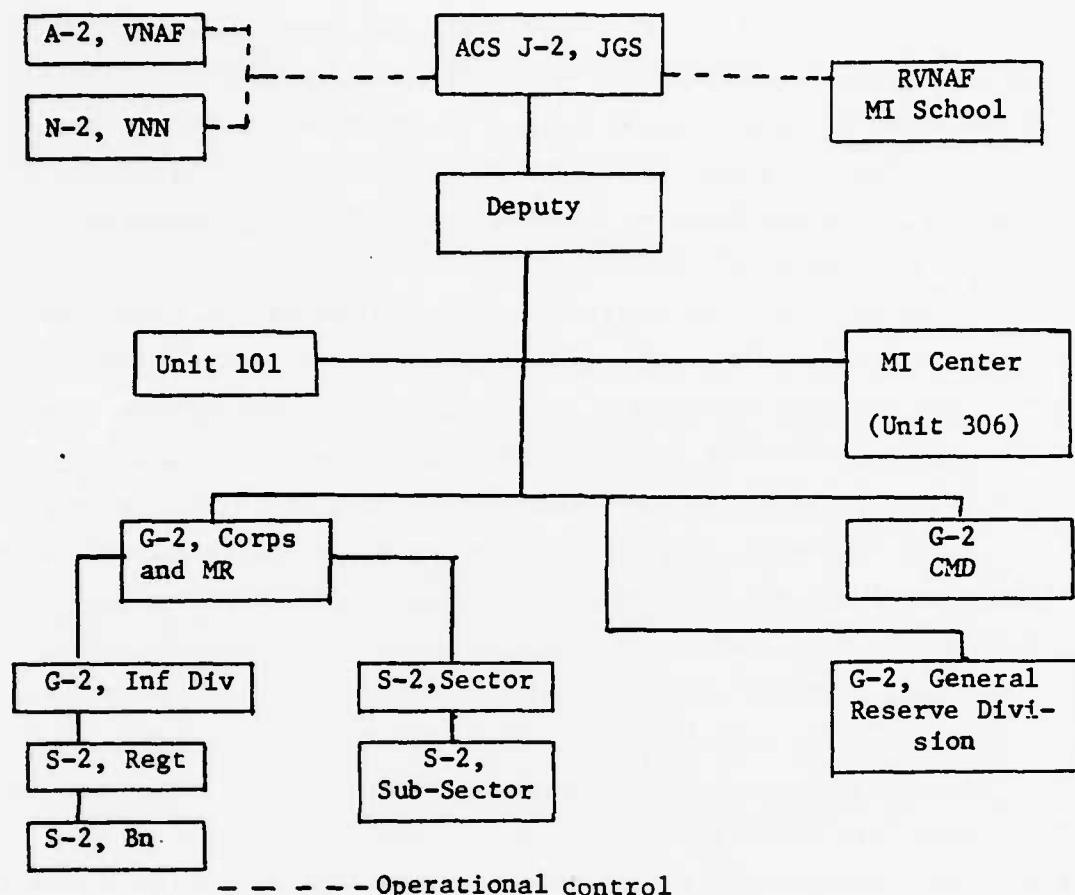 A-2, VNAF
ACS J-2, JGS
RVNAF
MI School
N-2, VNN
Deputy
Unit 101
MI Center
(Unit 306)
G-2, Corps
and MR
G-2
CMD
G-2, Inf Div
S-2,Sector
G-2, General
Reserve Divi-
sion
S-2, Regt
S-2,
Sub-Sector
S-2, Bn
Operational control